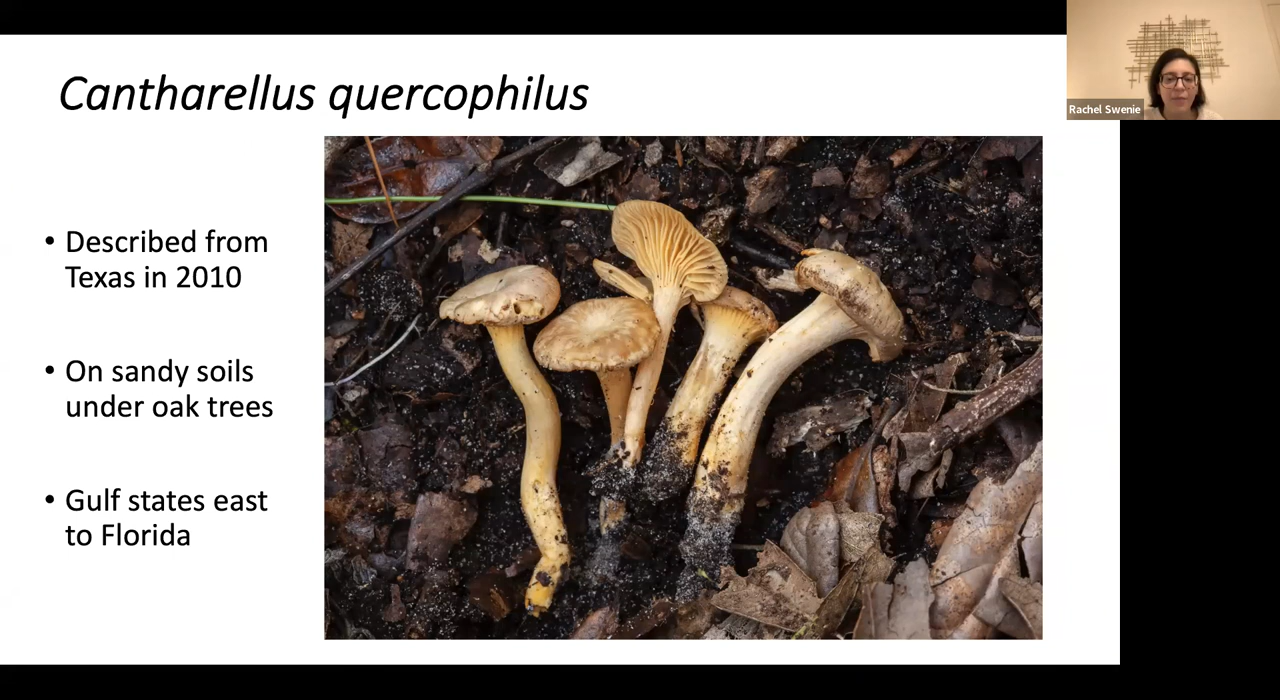 Cantharellus quercophilus
• Described from
Texas in 2010
• On sandy soils
under oak trees
• Gulf states east
to Florida
Rachel Swenie